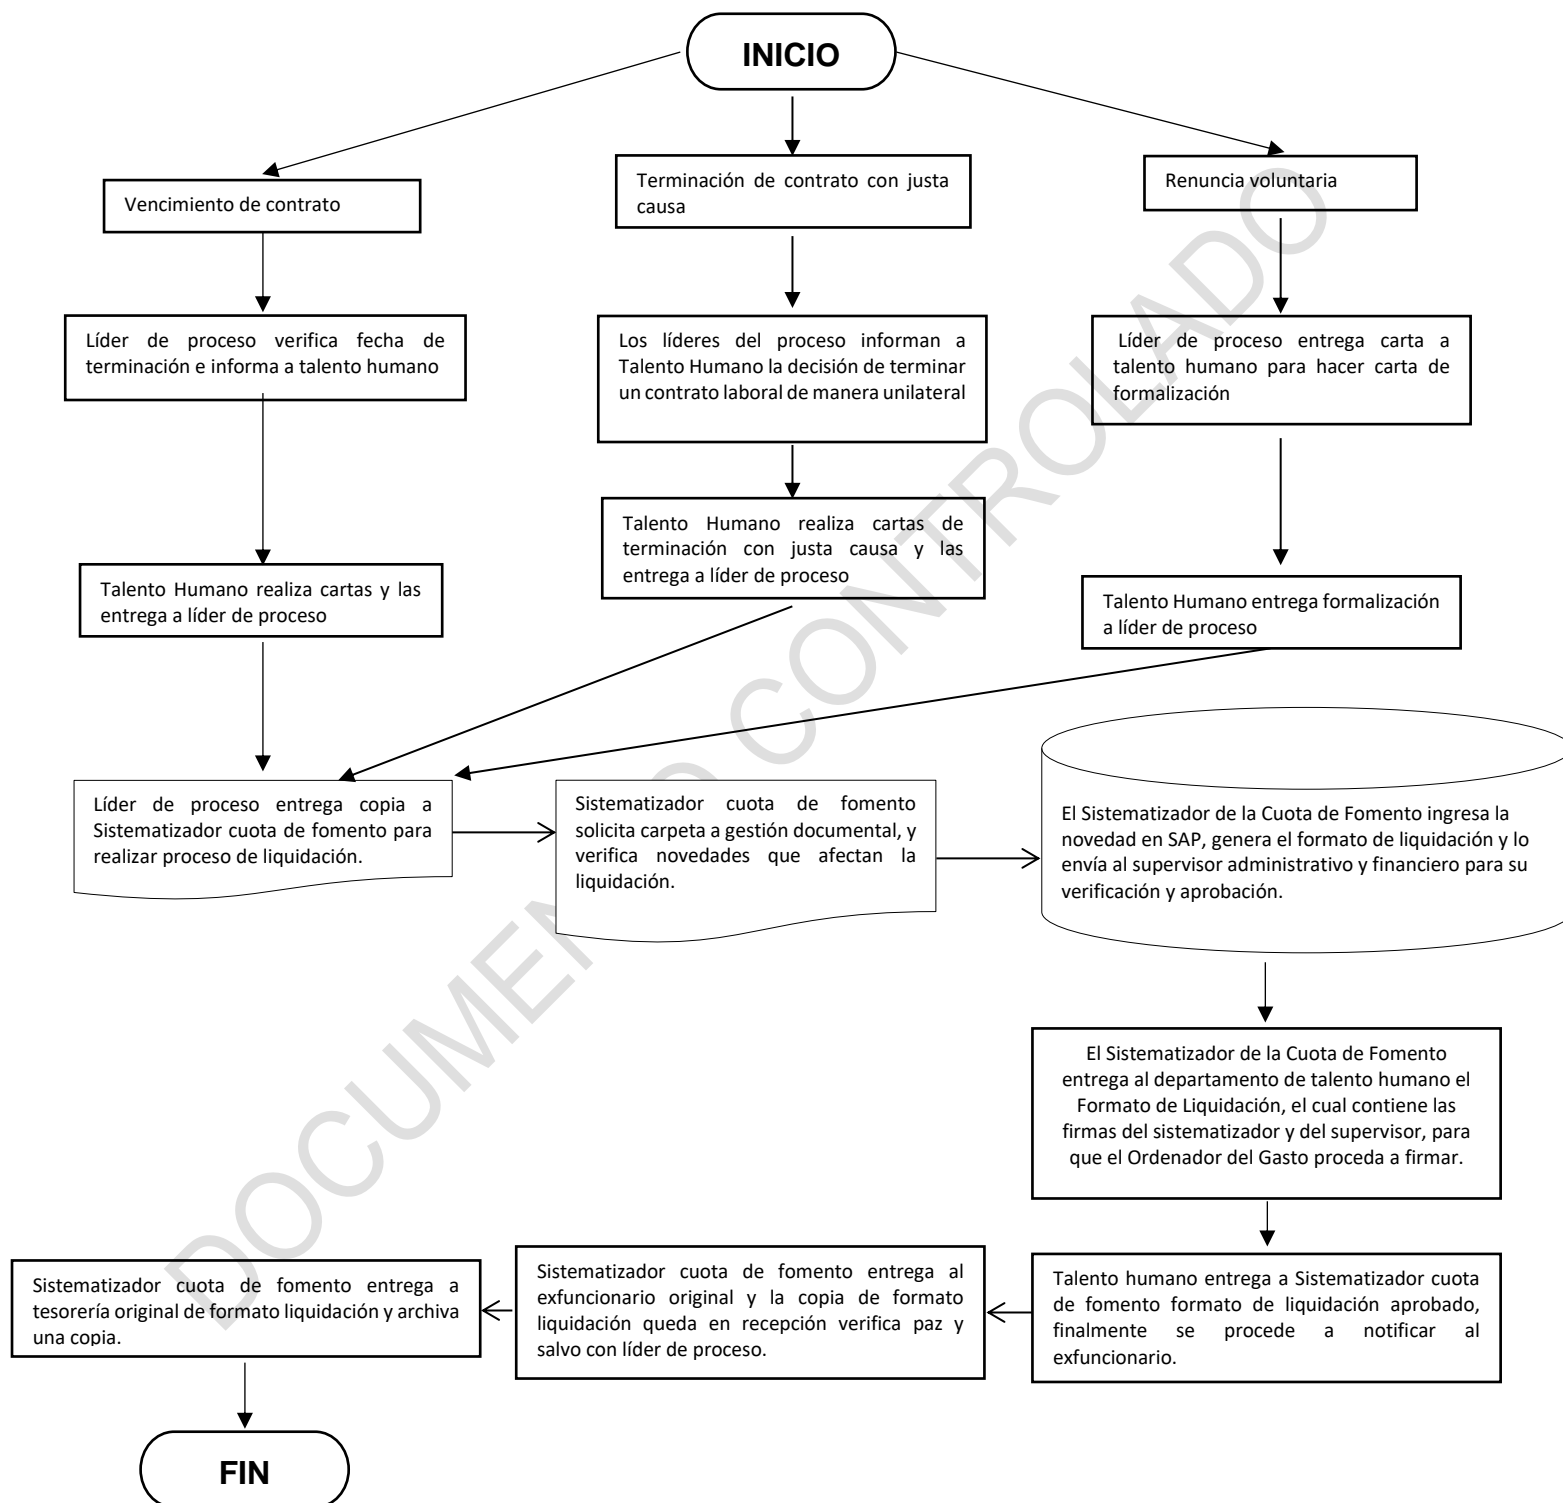 INICIO
Vencimiento de contrato
Terminación de contrato con justa
causa
Renuncia voluntaria
Líder de proceso verifica fecha de
terminación e informa a talento humano
Los líderes del proceso informan a
Talento Humano la decisión de terminar
un contrato laboral de manera unilateral
Líder de proceso entrega carta a
talento humano para hacer carta de
formalización
Talento Humano realiza cartas y las
entrega a líder de proceso
Talento Humano realiza cartas de
terminación con justa causa y las
entrega a líder de proceso
Talento Humano entrega formalización
a líder de proceso
Líder de proceso entrega copia a
Sistematizador cuota de fomento para
realizar proceso de liquidación.
Sistematizador cuota de fomento
solicita carpeta a gestión documental, y
verifica novedades que afectan la
liquidación.
El Sistematizador de la Cuota de Fomento ingresa la
novedad en SAP, genera el formato de liquidación y lo
envía al supervisor administrativo y financiero para su
verificación y aprobación.
El Sistematizador de la Cuota de Fomento
entrega al departamento de talento humano el
Formato de Liquidación, el cual contiene las
firmas del sistematizador y del supervisor, para
que el Ordenador del Gasto proceda a firmar.
Talento humano entrega a Sistematizador cuota
de fomento formato de liquidación aprobado,
finalmente se procede a notificar al
exfuncionario.
Sistematizador cuota de fomento entrega al
exfuncionario original y la copia de formato
liquidación queda en recepción verifica paz y
salvo con líder de proceso.
Sistematizador cuota de fomento entrega a
tesorería original de formato liquidación y archiva
una copia.
FIN
DOCUMENTO CONTROLADO